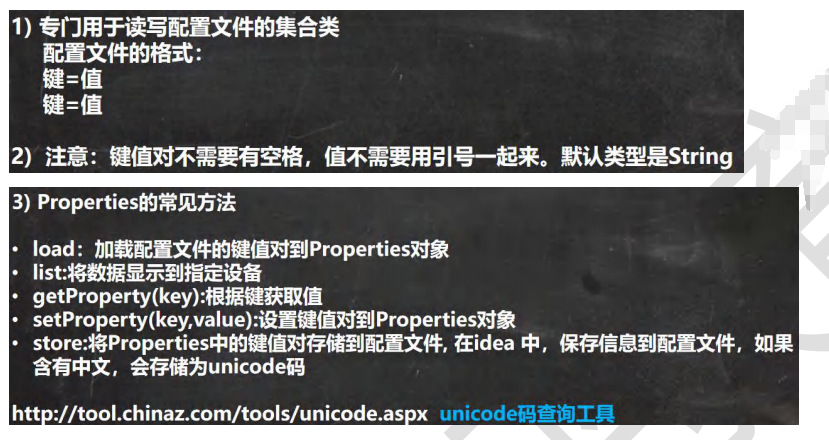 1) 专门用于读写配置文件的集合类
配置文件的格式：
键=值
键=值
2) 注意：键值对不需要有空格，值不需要用引号一起来。默认类型是String
3) Properties的常见方法
• load：加载配置文件的键值对到Properties对象
• list:将数据显示到指定设备
• getProperty(key):根据键获取值
• setProperty(key,value):设置键值对到Properties对象
• store:将Properties中的键值对存储到配置文件, 在idea 中，保存信息到配置文件，如果
含有中文，会存储为unicode码
http://tool.chinaz.com/tools/unicode.aspx unicode码查询工具